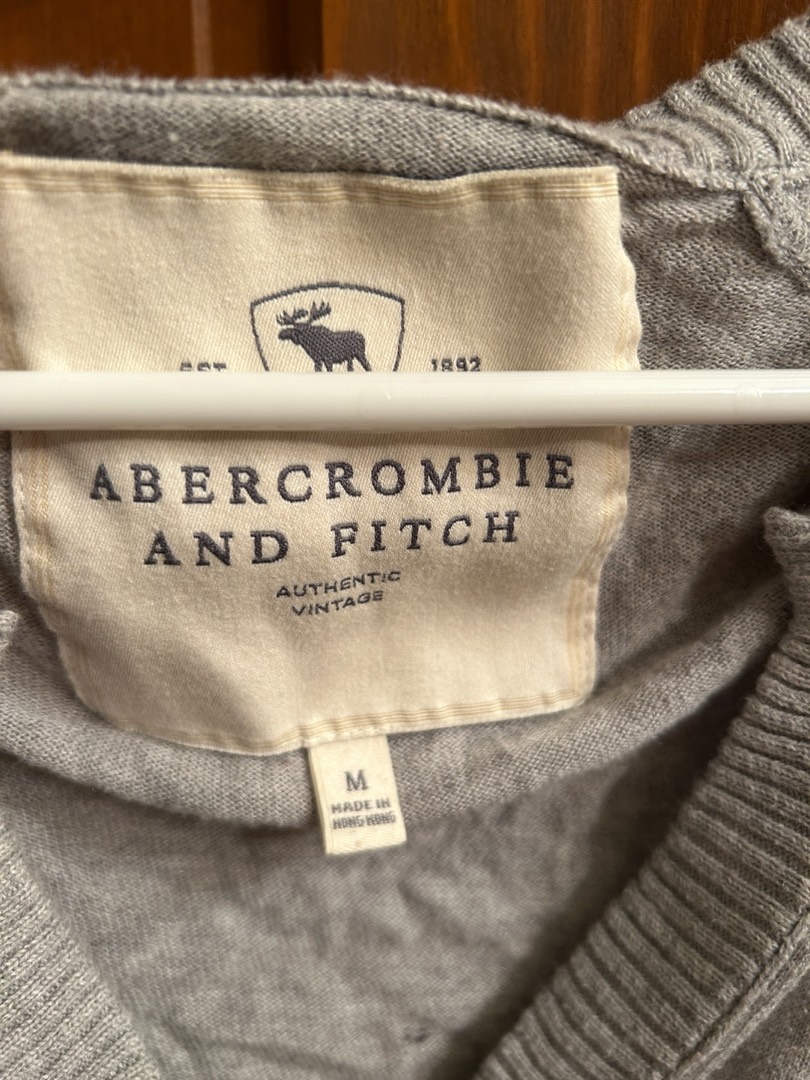 EST 1892
ABERCROMBIE
AND FITCH
AUTHENTIC
VINTAGE
M
MADE IN
HONG KONG